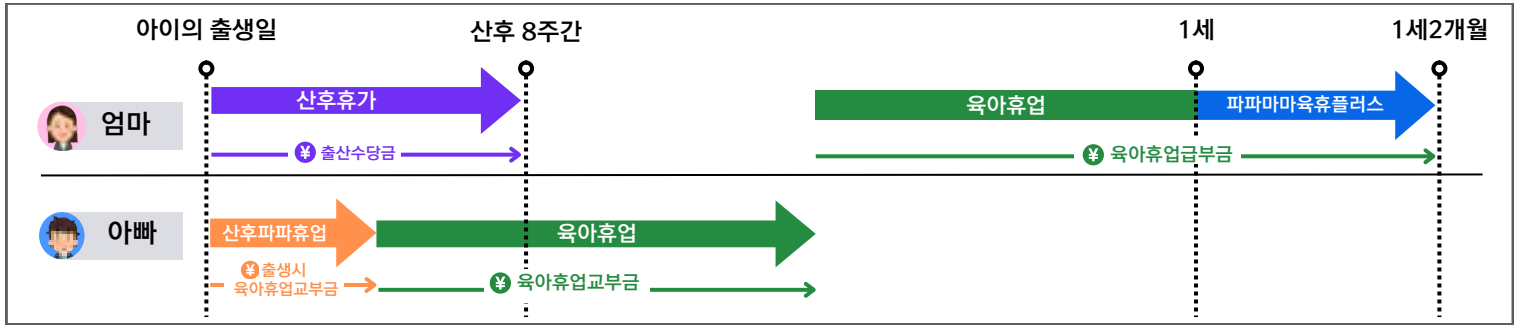 아이의 출생일
산후 8주간
1세
1세2개월
엄마
산후휴가
육아휴업
파파마마육휴플러스
¥ 출산수당금
¥ 육아휴업급부금
아빠
산후파파휴업
육아휴업
¥출생시
육아휴업교부금
¥ 육아휴업교부금